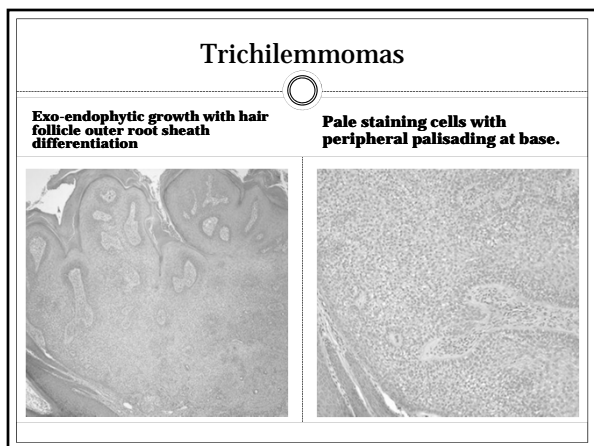 Trichilemmomas
Exo-endophytic growth with hair
follicle outer root sheath
differentiation
Pale staining cells with
peripheral palisading at base.